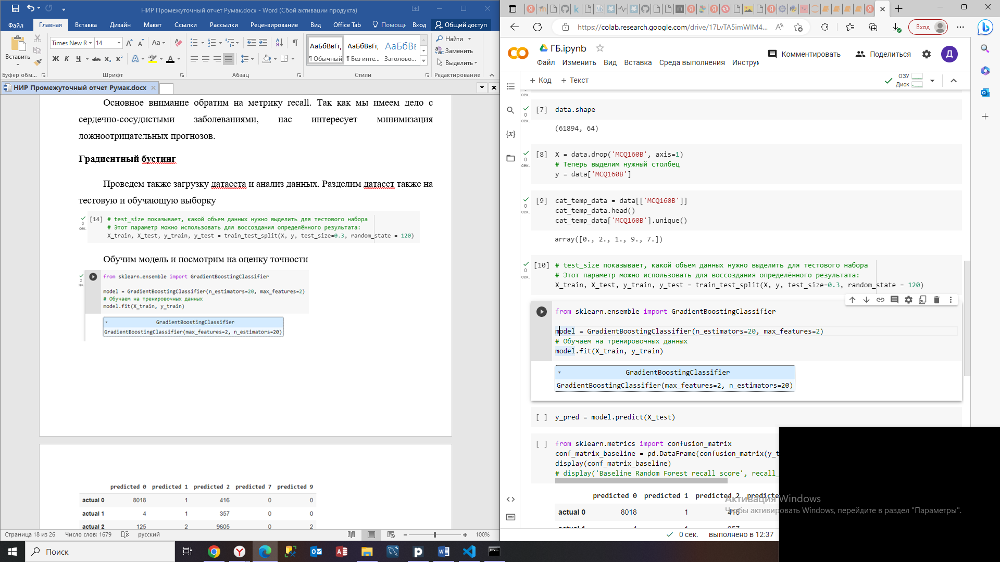 НИР Промежуточный отчет Румак.docx - Word (Сбой активации продукта)
Файл Главная Вставка Дизайн Макет Ссылки Рассылки Рецензирование Вид Office Tab Помощь Вход Общий доступ
Вставить
Times New R 14
Ж К Ч abc x₂ x²
АаБбВвГг, АаБбВвГг, АаБбВ
¶ Обычный ¶ Без инте... Заголово...
Найти
Заменить
Выделить
Буфер обм... Шрифт Абзац Стили Редактирование
НИР Промежуточный отчет Румак.docx
Основное внимание обратим на метрику recall. Так как мы имеем дело с
сердечно-сосудистыми заболеваниями, нас интересует минимизация
ложноотрицательных прогнозов.
Градиентный бустинг
Проведем также загрузку датасета и анализ данных. Разделим датасет также на
тестовую и обучающую выборку
[14] # test_size показывает, какой объем данных нужно выделить для тестового набора
0 # Этот параметр можно использовать для воссоздания определённого результата:
сек. X_train, X_test, y_train, y_test = train_test_split(X, y, test_size=0.3, random_state = 120)
Обучим модель и посмотрим на оценку точности
from sklearn.ensemble import GradientBoostingClassifier
model = GradientBoostingClassifier(n_estimators=20, max_features=2)
# Обучаем на тренировочных данных
model.fit(X_train, y_train)
GradientBoostingClassifier
GradientBoostingClassifier(max_features=2, n_estimators=20)
predicted 0 predicted 1 predicted 2 predicted 7 predicted 9
actual 0 8018 1 416 0 0
actual 1 4 1 357 0 0
actual 2 125 2 9605 0 2
Страница 18 из 26 Число слов: 1679 русский 100%
Поиск
https://colab.research.google.com/drive/17LvTA5imWIM4...
Вход
ГБ.ipynb
Комментировать Поделиться Д
Файл Изменить Вид Вставка Среда выполнения Инструм
+ Код + Текст
ОЗУ
Диск
сек.
[7] data.shape
0
сек.
(61894, 64)
[8] X = data.drop('MCQ160B', axis=1)
0 # Теперь выделим нужный столбец
сек. y = data['MCQ160B']
[9] cat_temp_data = data[['MCQ160B']]
0 cat_temp_data.head()
сек. cat_temp_data['MCQ160B'].unique()
array([0., 2., 1., 9., 7.])
[10] # test_size показывает, какой объем данных нужно выделить для тестового набора
0 # Этот параметр можно использовать для воссоздания определённого результата:
сек. X_train, X_test, y_train, y_test = train_test_split(X, y, test_size=0.3, random_state = 120)
from sklearn.ensemble import GradientBoostingClassifier
model = GradientBoostingClassifier(n_estimators=20, max_features=2)
# Обучаем на тренировочных данных
model.fit(X_train, y_train)
GradientBoostingClassifier
GradientBoostingClassifier(max_features=2, n_estimators=20)
[ ] y_pred = model.predict(X_test)
[ ] from sklearn.metrics import confusion_matrix
conf_matrix_baseline = pd.DataFrame(confusion_matrix(y_t
display(conf_matrix_baseline)
# display('Baseline Random Forest recall score', recall_
predicted 0 predicted 1 predicted 2 predicte
actual 0 8018 1 416
actual 1 4 1 357
Активация Windows
Чтобы активировать Windows, перейдите в раздел "Параметры".
0 сек. выполнено в 12:37